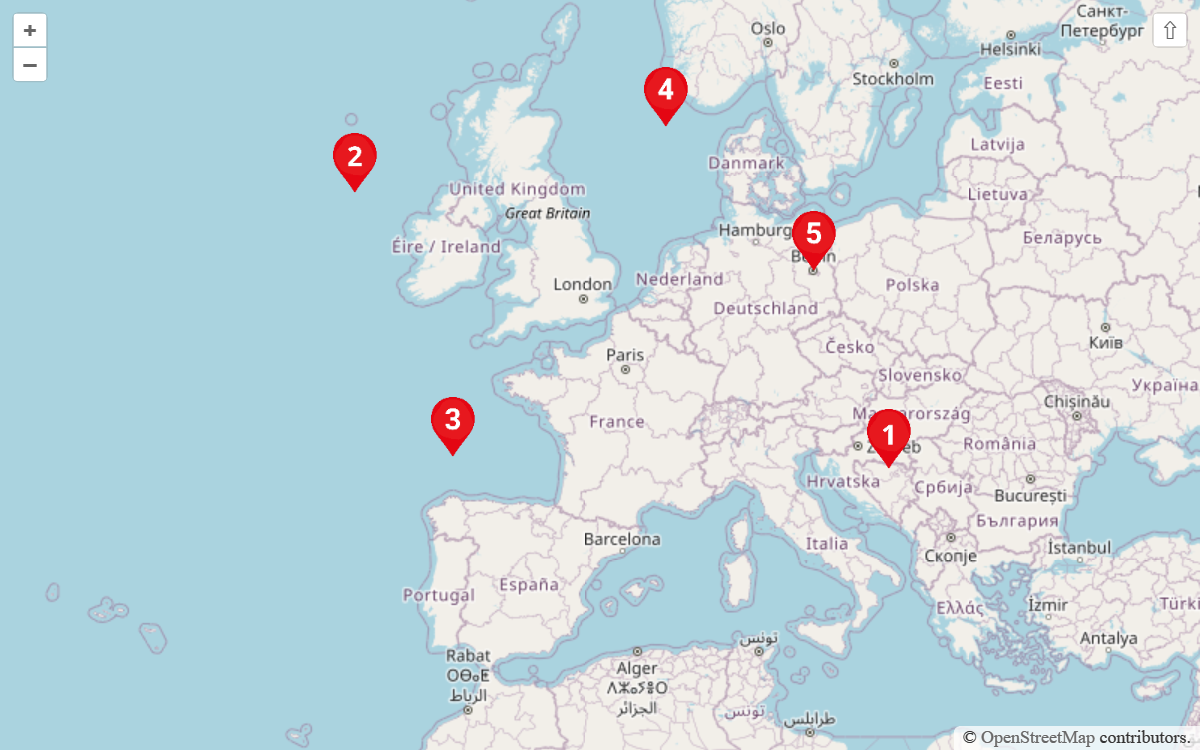 +
−
⇧
Oslo
Санкт-
Петербург
Helsinki
Stockholm
Eesti
4
Latvija
2
Danmark
United Kingdom
Lietuva
Great Britain
Hamburg
5
Беларусь
Éire / Ireland
Berlin
Nederland
London
Polska
Deutschland
Київ
Česko
Paris
Slovensko
Україна
Chișinău
Magyarország
3
France
1
România
Zagreb
Hrvatska
Србија
București
България
Barcelona
Italia
İstanbul
Скопје
España
Portugal
Ελλάς
İzmir
Türki
Antalya
تونس
Rabat
ⵔⴱⴰⵟ
الرباط
Alger
ⴷⵣⴰⵢⵔ
الجزائر
تونس
طرابلس
© OpenStreetMap contributors.